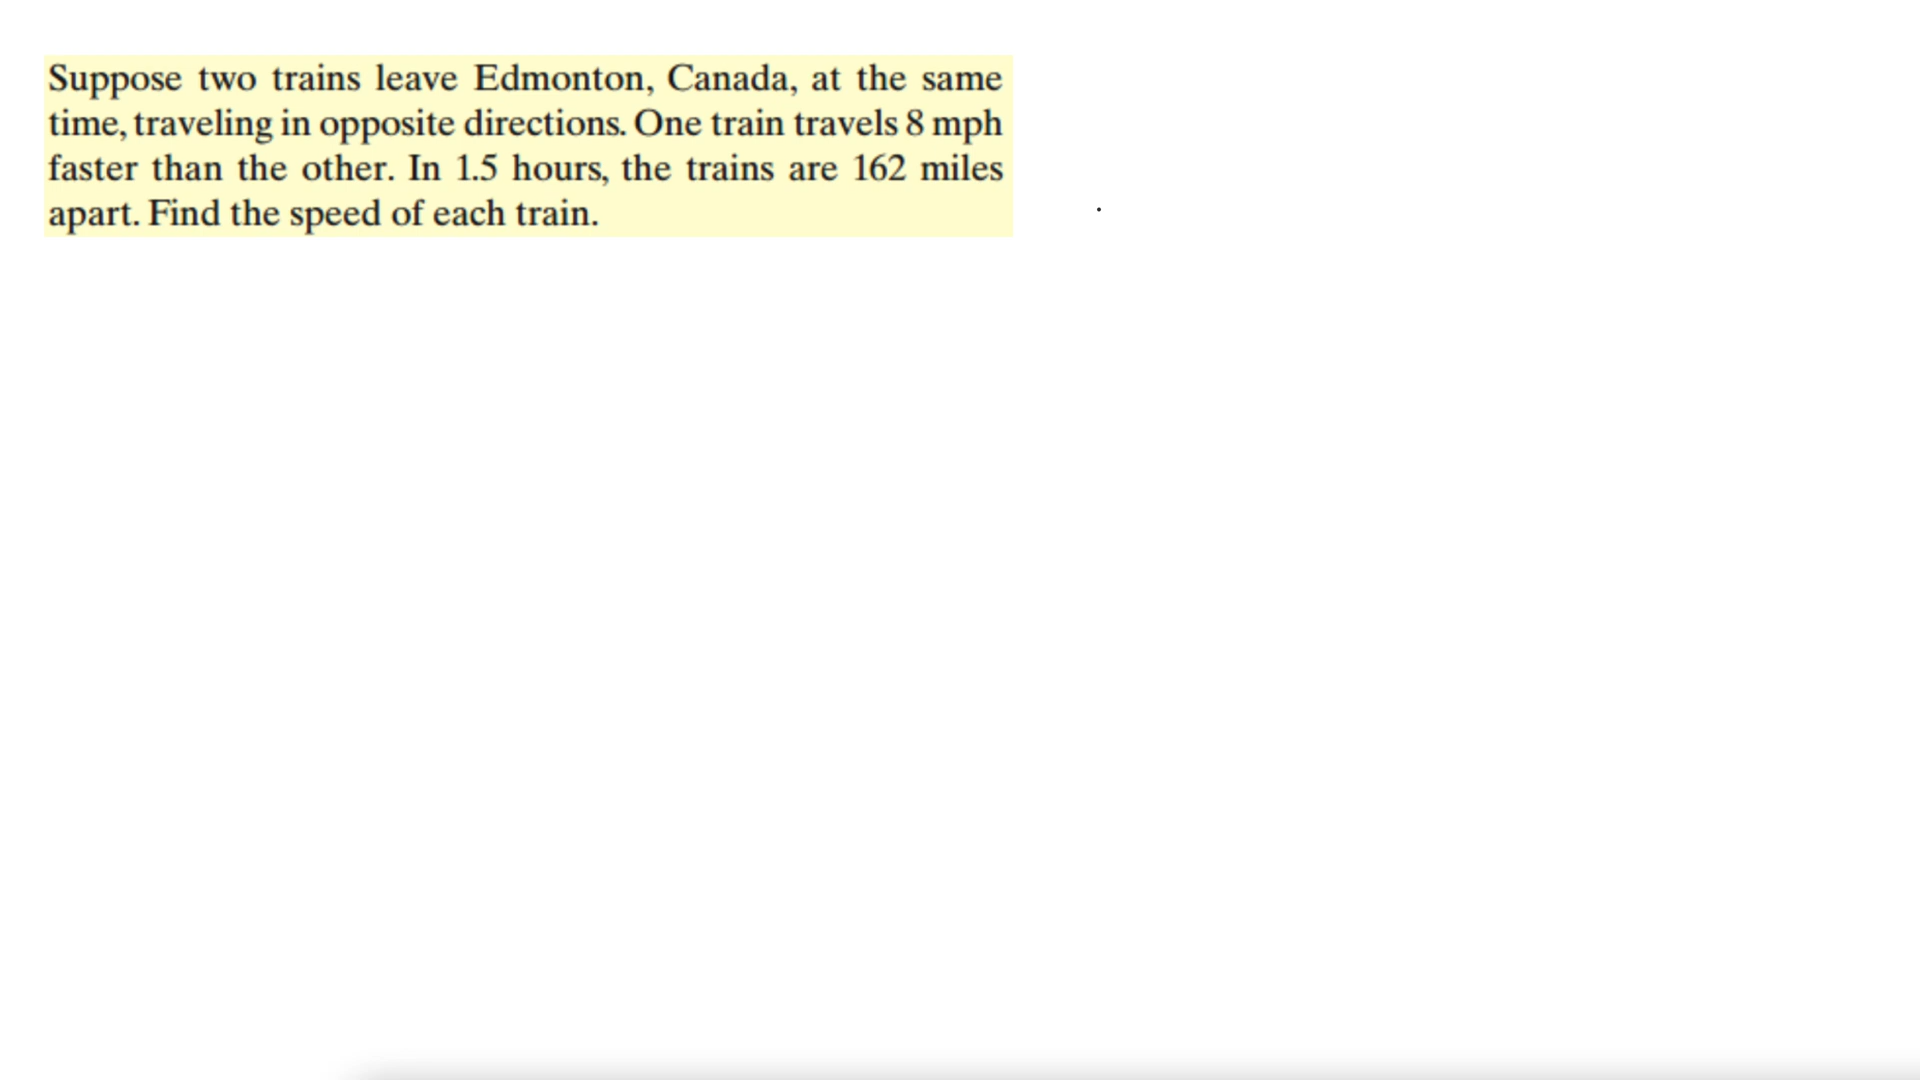 Suppose two trains leave Edmonton, Canada, at the same
time, traveling in opposite directions. One train travels 8 mph
faster than the other. In 1.5 hours, the trains are 162 miles
apart. Find the speed of each train.